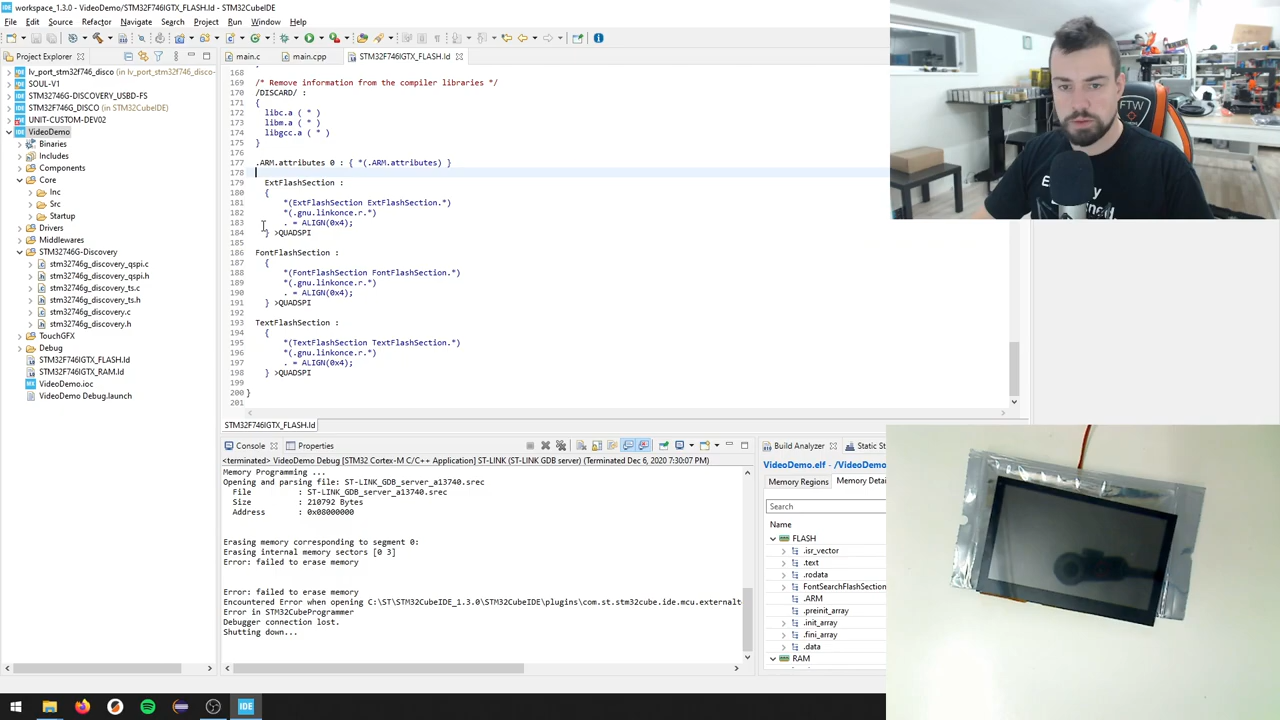 workspace_1.3.0 - VideoDemo/STM32F746IGTX_FLASH.ld - STM32CubeIDE
File Edit Source Refactor Navigate Search Project Run Window Help
Project Explorer
main.c
main.cpp
STM32F746IGTX_FLASH.ld
lv_port_stm32f746_disco (in lv_port_stm32f746_disco-
SOUL-V1
STM32746G-DISCOVERY_USBD-FS
STM32F746G_DISCO (in STM32CubeIDE)
UNIT-CUSTOM-DEV02
VideoDemo
Binaries
Includes
Components
Core
Inc
Src
Startup
Drivers
Middlewares
STM32746G-Discovery
stm32746g_discovery_qspi.c
stm32746g_discovery_qspi.h
stm32746g_discovery_ts.c
stm32746g_discovery_ts.h
stm32746g_discovery.c
stm32746g_discovery.h
TouchGFX
Debug
STM32F746IGTX_FLASH.ld
STM32F746IGTX_RAM.ld
VideoDemo.ioc
VideoDemo Debug.launch
168
169 /* Remove information from the compiler libraries */
170 /DISCARD/ :
171 {
172 libc.a ( * )
173 libm.a ( * )
174 libgcc.a ( * )
175 }
176
177 .ARM.attributes 0 : { *(.ARM.attributes) }
178
179 ExtFlashSection :
180 {
181 *(ExtFlashSection ExtFlashSection.*)
182 *(.gnu.linkonce.r.*)
183 . = ALIGN(0x4);
184 } >QUADSPI
185
186 FontFlashSection :
187 {
188 *(FontFlashSection FontFlashSection.*)
189 *(.gnu.linkonce.r.*)
190 . = ALIGN(0x4);
191 } >QUADSPI
192
193 TextFlashSection :
194 {
195 *(TextFlashSection TextFlashSection.*)
196 *(.gnu.linkonce.r.*)
197 . = ALIGN(0x4);
198 } >QUADSPI
199
200 }
201
STM32F746IGTX_FLASH.ld
Console
Properties
<terminated> VideoDemo Debug [STM32 Cortex-M C/C++ Application] ST-LINK (ST-LINK GDB server) (Terminated Dec 6, 2020 7:30:07 PM)
Memory Programming ...
Opening and parsing file: ST-LINK_GDB_server_a13740.srec
File : ST-LINK_GDB_server_a13740.srec
Size : 210792 Bytes
Address : 0x08000000
Erasing memory corresponding to segment 0:
Erasing internal memory sectors [0 3]
Error: failed to erase memory
Error: failed to erase memory
Encountered Error when opening C:\ST\STM32CubeIDE_1.3.0\STM32CubeIDE\plugins\com.st.stm32cube.ide.mcu.externalt
Error in STM32CubeProgrammer
Debugger connection lost.
Shutting down...
Build Analyzer
Static St
VideoDemo.elf - /VideoDemo
Memory Regions
Memory Detai
Search
Name
FLASH
.isr_vector
.text
.rodata
FontSearchFlashSection
.ARM
.preinit_array
.init_array
.fini_array
.data
RAM
IDE
FTW